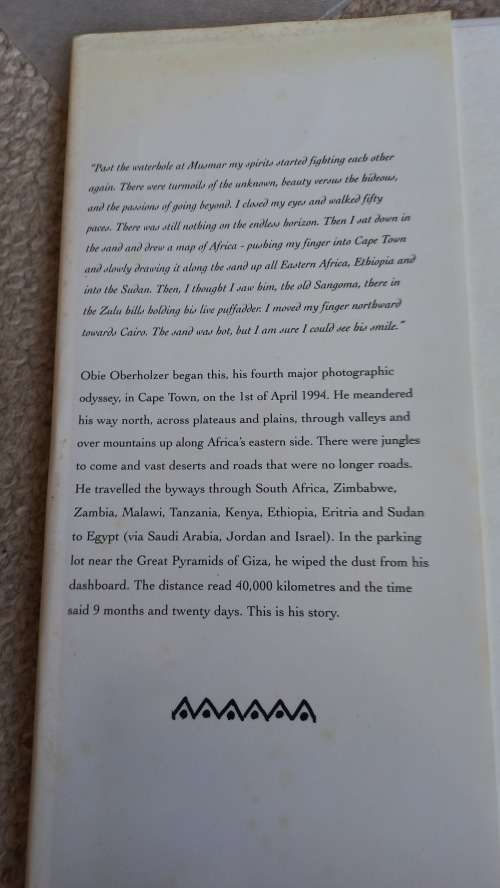 "Past the waterhole at Musmar my spirits started fighting each other
again. There were turmoils of the unknown, beauty versus the hideous,
and the passions of going beyond. I closed my eyes and walked fifty
paces. There was still nothing on the endless horizon. Then I sat down in
the sand and drew a map of Africa - pushing my finger into Cape Town
and slowly drawing it along the sand up all Eastern Africa, Ethiopia and
into the Sudan. Then, I thought I saw him, the old Sangoma, there in
the Zulu hills holding his live puffadder. I moved my finger northward
towards Cairo. The sand was hot, but I am sure I could see his smile."
Obie Oberholzer began this, his fourth major photographic
odyssey, in Cape Town, on the 1st of April 1994. He meandered
his way north, across plateaus and plains, through valleys and
over mountains up along Africa's eastern side. There were jungles
to come and vast deserts and roads that were no longer roads.
He travelled the byways through South Africa, Zimbabwe,
Zambia, Malawi, Tanzania, Kenya, Ethiopia, Eritria and Sudan
to Egypt (via Saudi Arabia, Jordan and Israel). In the parking
lot near the Great Pyramids of Giza, he wiped the dust from his
dashboard. The distance read 40,000 kilometres and the time
said 9 months and twenty days. This is his story.